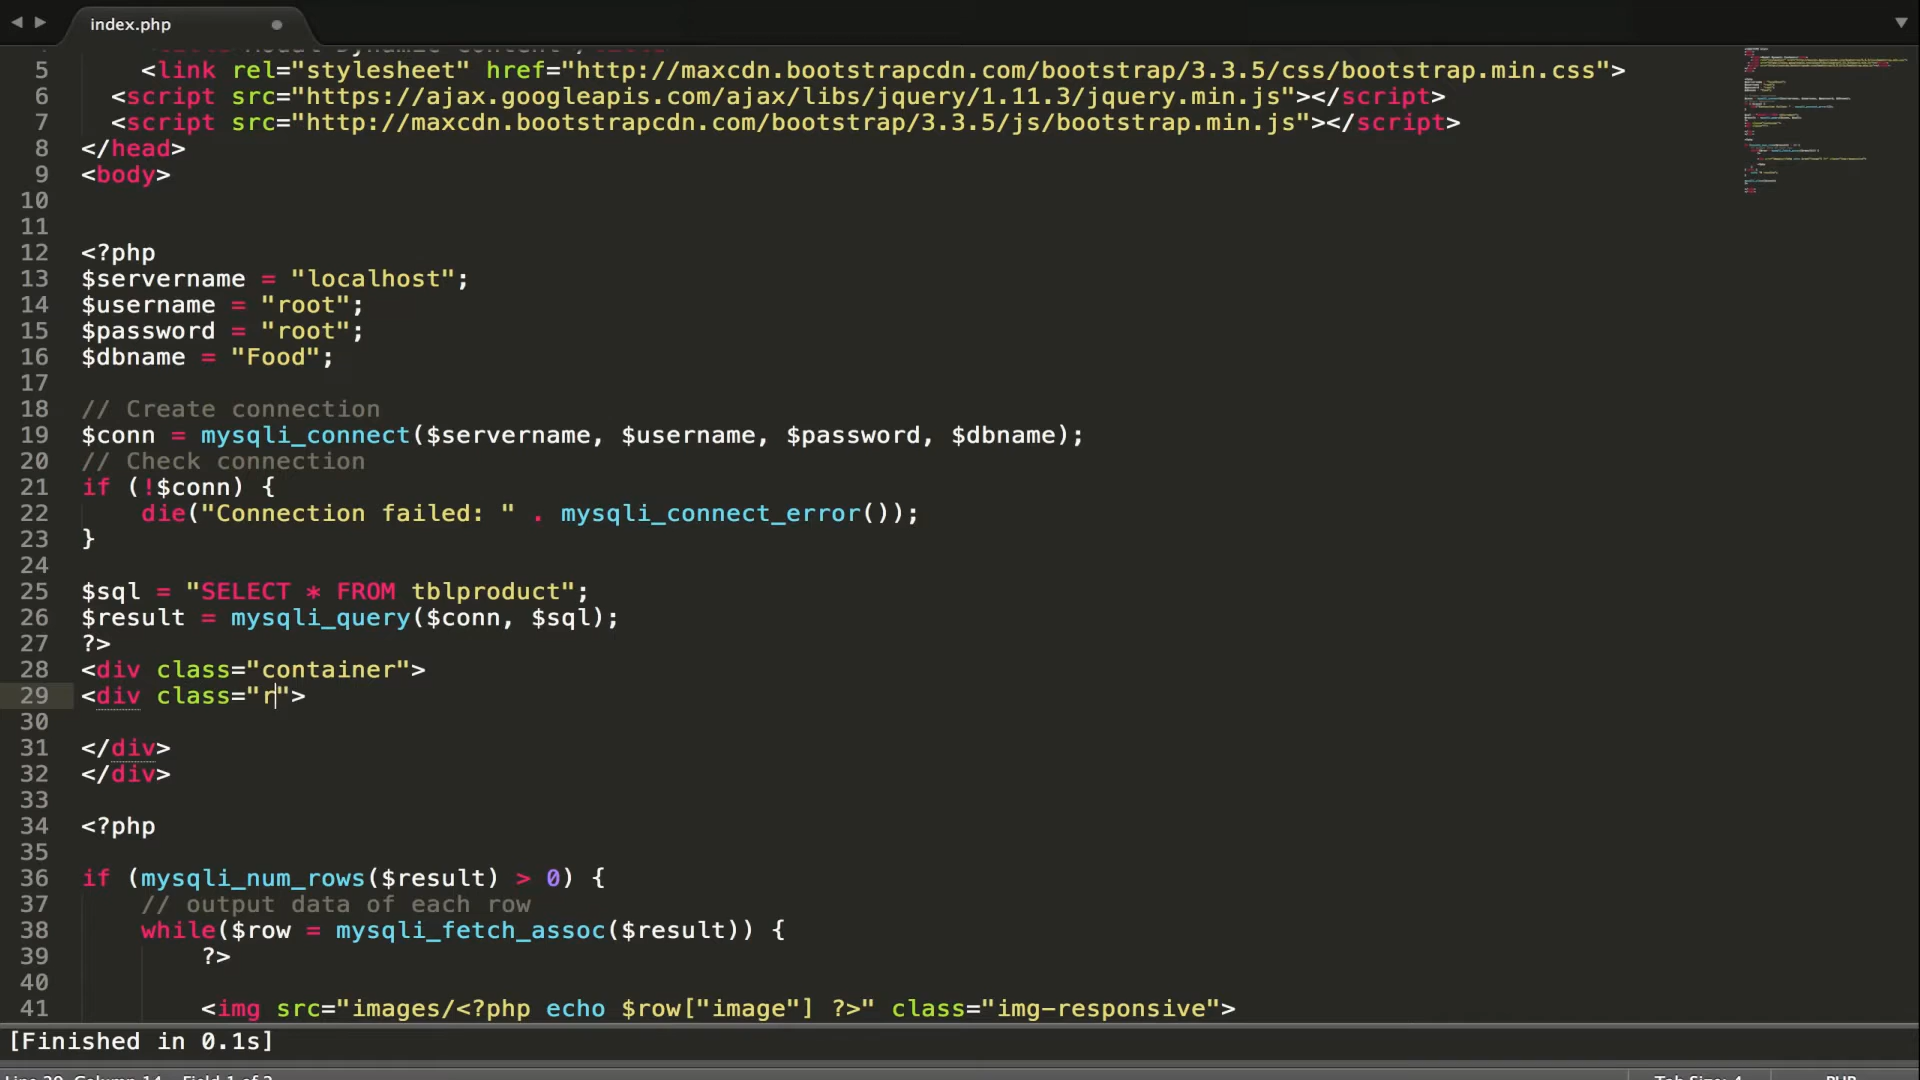 index.php
5 <link rel="stylesheet" href="http://maxcdn.bootstrapcdn.com/bootstrap/3.3.5/css/bootstrap.min.css">
6 <script src="https://ajax.googleapis.com/ajax/libs/jquery/1.11.3/jquery.min.js"></script>
7 <script src="http://maxcdn.bootstrapcdn.com/bootstrap/3.3.5/js/bootstrap.min.js"></script>
8 </head>
9 <body>
10
11
12 <?php
13 $servername = "localhost";
14 $username = "root";
15 $password = "root";
16 $dbname = "Food";
17
18 // Create connection
19 $conn = mysqli_connect($servername, $username, $password, $dbname);
20 // Check connection
21 if (!$conn) {
22 die("Connection failed: " . mysqli_connect_error());
23 }
24
25 $sql = "SELECT * FROM tblproduct";
26 $result = mysqli_query($conn, $sql);
27 ?>
28 <div class="container">
29 <div class="r">
30
31 </div>
32 </div>
33
34 <?php
35
36 if (mysqli_num_rows($result) > 0) {
37 // output data of each row
38 while($row = mysqli_fetch_assoc($result)) {
39 ?>
40
41 <img src="images/<?php echo $row["image"] ?>" class="img-responsive">
[Finished in 0.1s]